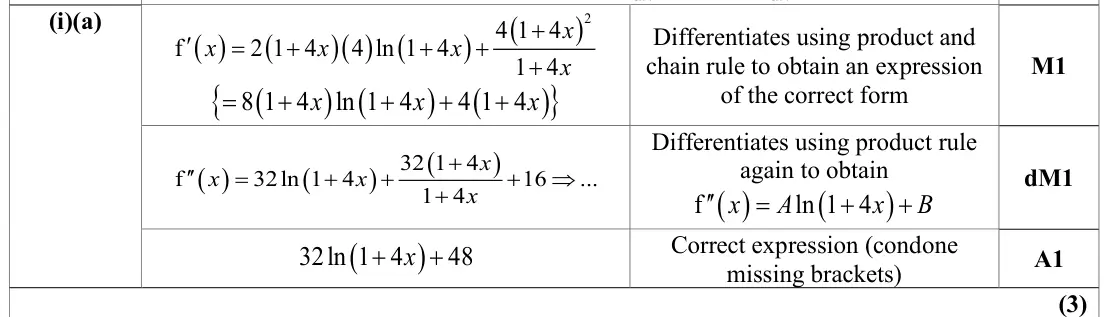 (i)(a)
f′(x) = 2(1+4x)(4)ln(1+4x) + 4(1+4x)²/(1+4x)
{= 8(1+4x)ln(1+4x) + 4(1+4x)}
Differentiates using product and
chain rule to obtain an expression
of the correct form
M1
f″(x) = 32ln(1+4x) + 32(1+4x)/(1+4x) + 16 ⇒ ...
Differentiates using product rule
again to obtain
f″(x) = A ln(1+4x) + B
dM1
32ln(1+4x) + 48
Correct expression (condone
missing brackets)
A1
(3)